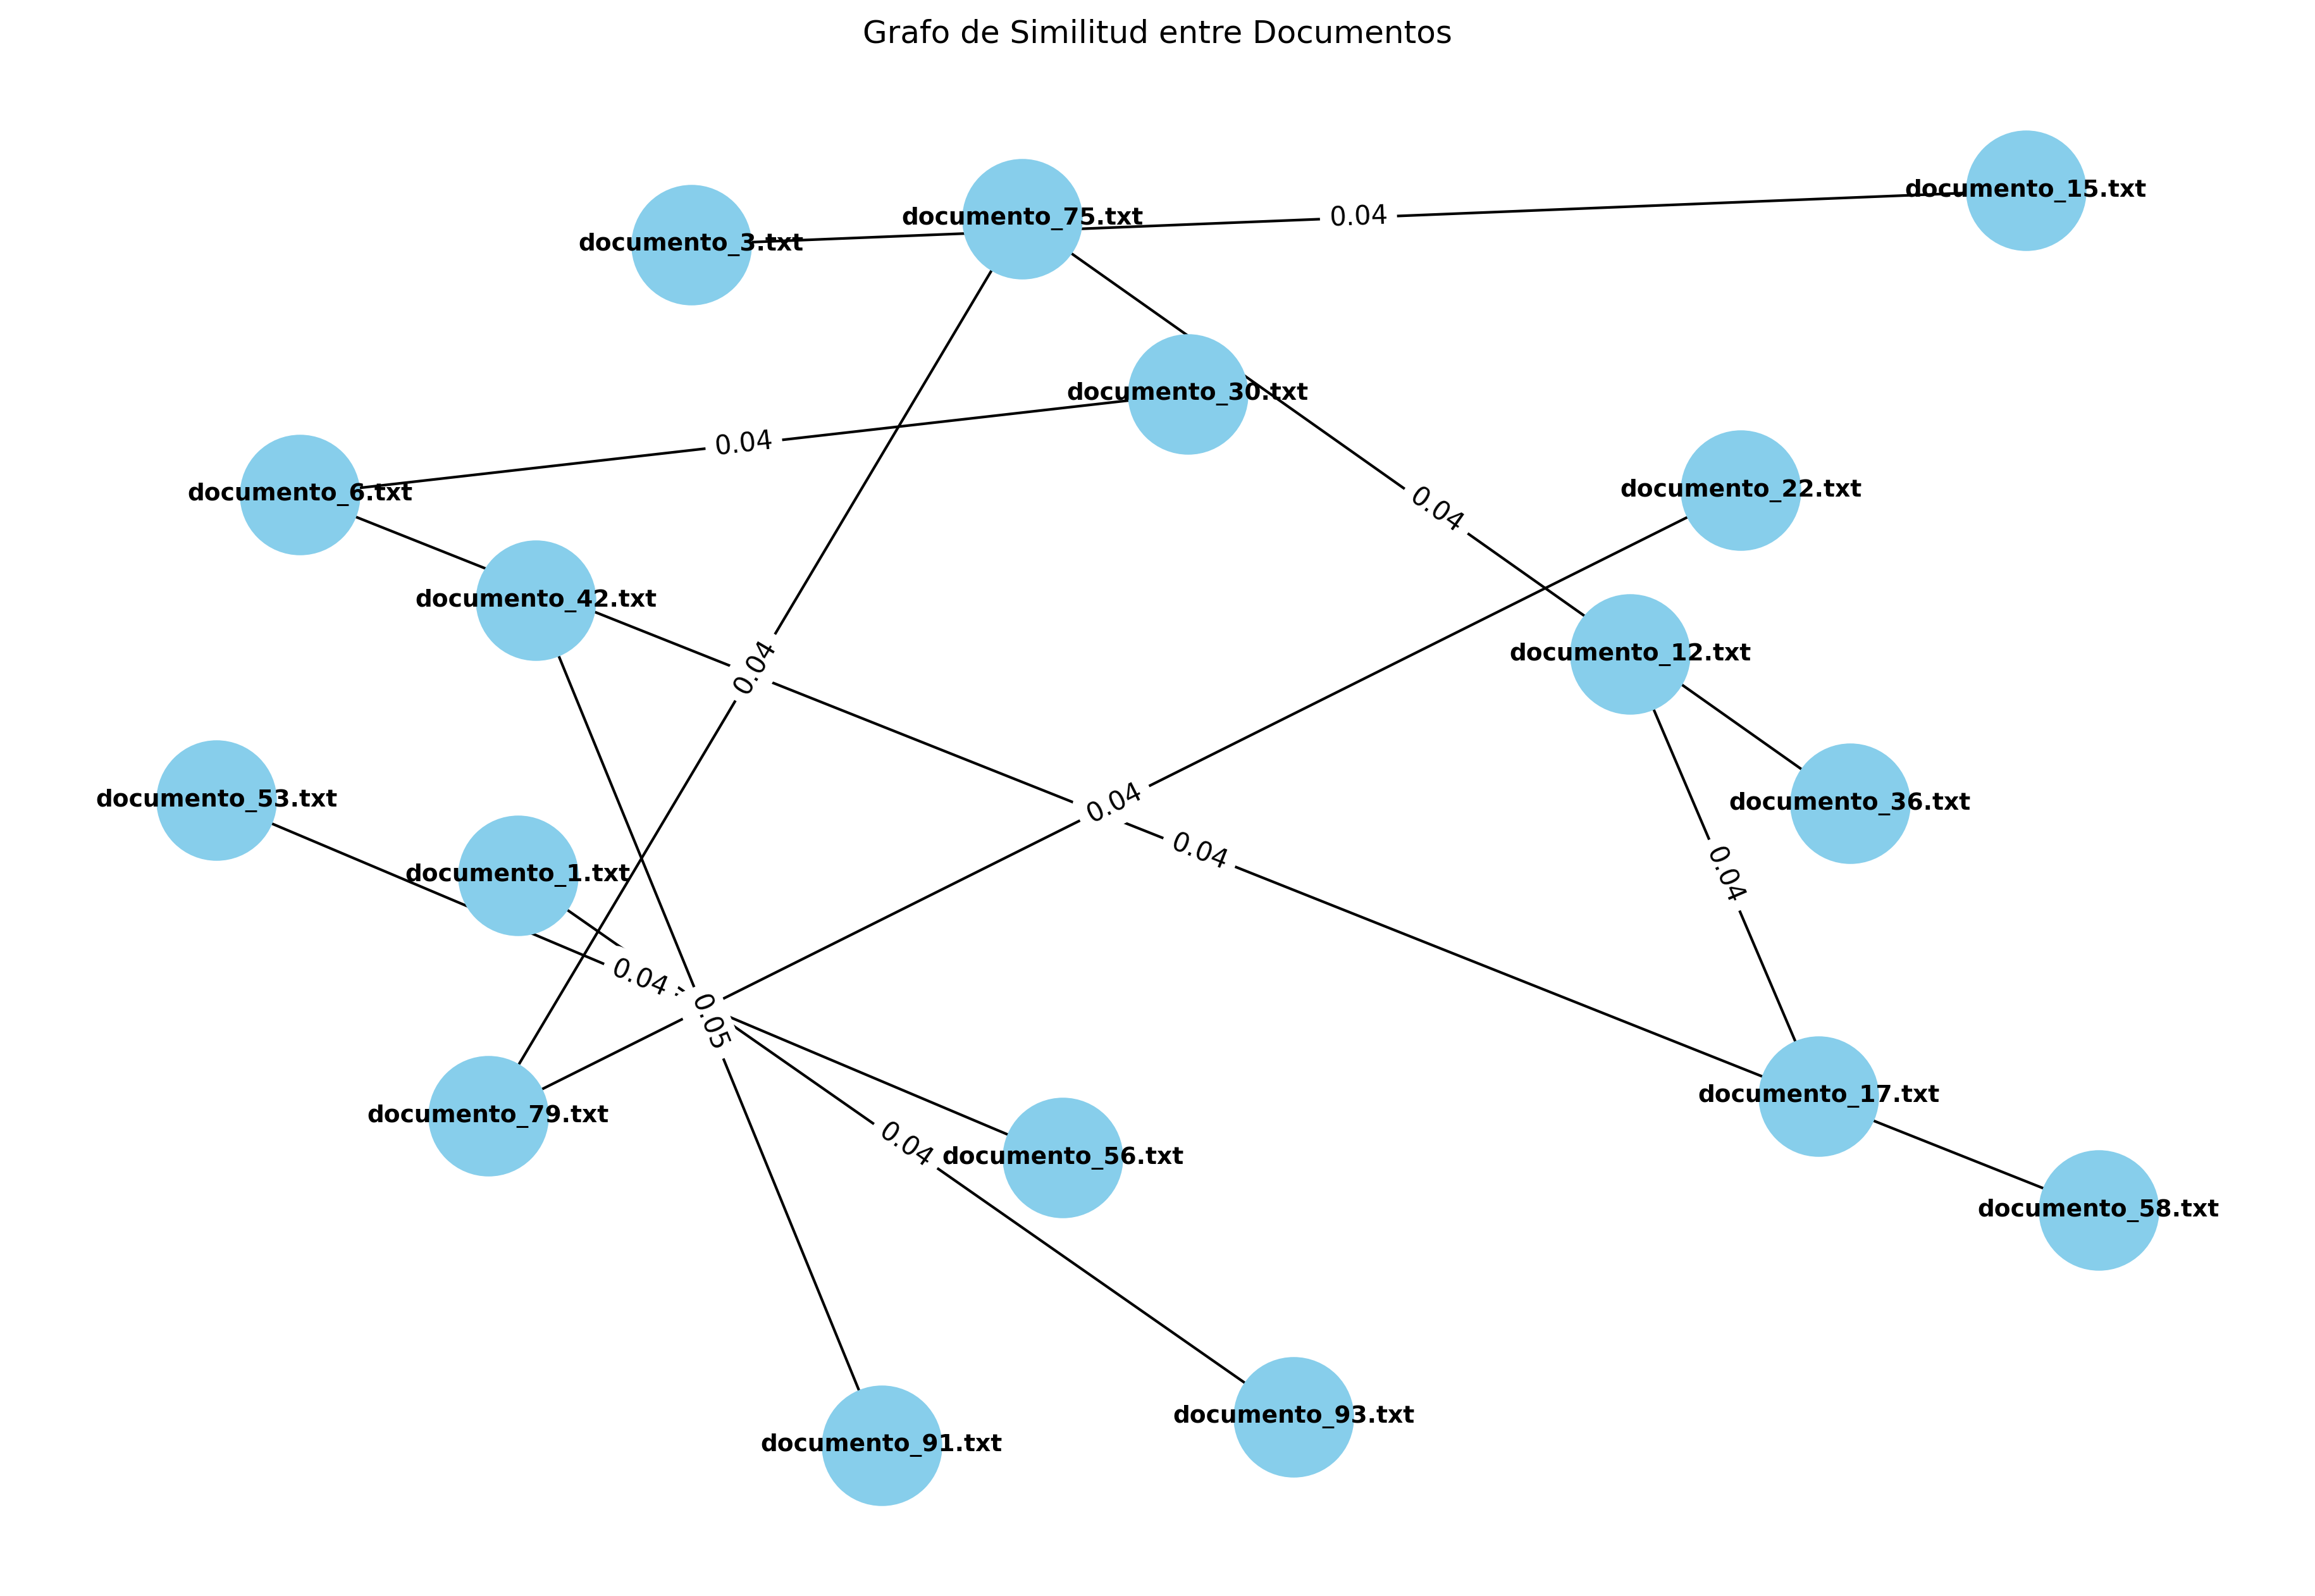 Grafo de Similitud entre Documentos
documento_15.txt
documento_75.txt
0.04
documento_3.txt
documento_30.txt
0.04
documento_6.txt
documento_22.txt
0.04
documento_42.txt
documento_12.txt
0.04
documento_53.txt
0.04
documento_36.txt
0.04
documento_1.txt
0.04
0.04
0.05
documento_17.txt
documento_79.txt
0.04
documento_56.txt
documento_58.txt
documento_93.txt
documento_91.txt